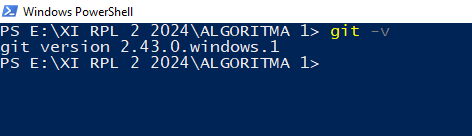 Windows PowerShell
PS E:\XI RPL 2 2024\ALGORITMA 1> git -v
git version 2.43.0.windows.1
PS E:\XI RPL 2 2024\ALGORITMA 1>